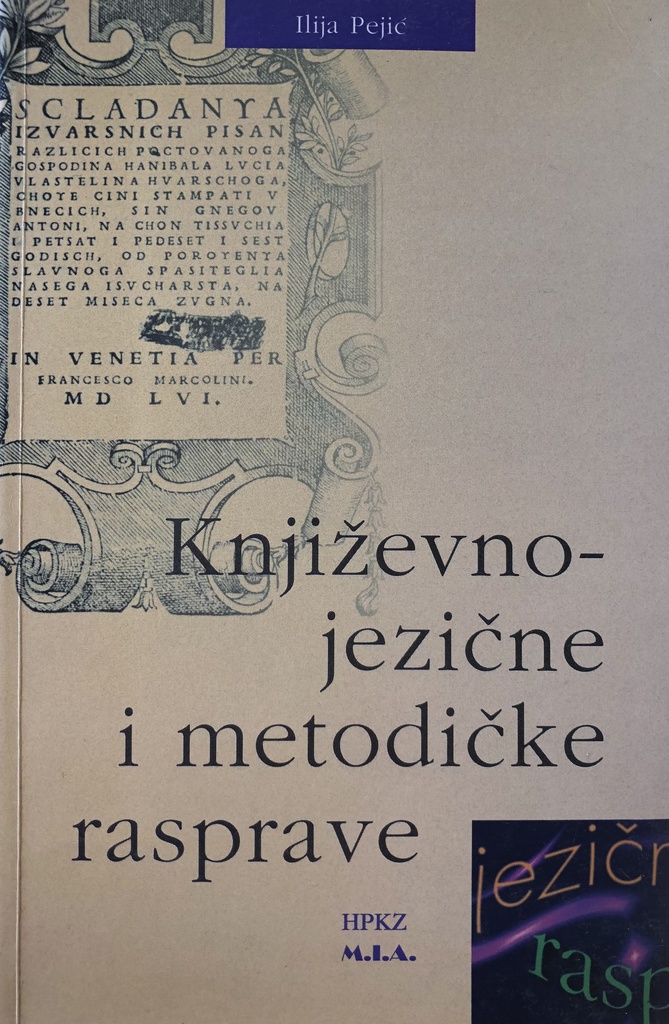 Ilija Pejić
SCLADANYA
IZVARSNICH PISAN
RAZLICICH POCTOVANOGA
GOSPODINA HANIBALA LVCIA
VLASTELINA HVARSCHOGA,
CHOYE CINI STAMPATI V
BNECICH, SIN GNEGOV
ANTONI, NA CHON TISSVCHIA
I PETSAT I PEDESET I SEST
GODISCH, OD POROYENYA
SLAVNOGA SPASITEGLIA
NASEGA ISVCHARSTA, NA
DESET MISECA ZVGNA.
IN VENETIA PER
FRANCESCO MARCOLINI.
MD LVI.
Književno-
jezične
i metodičke
rasprave
HPKZ
M.I.A.
jezičn
rasp